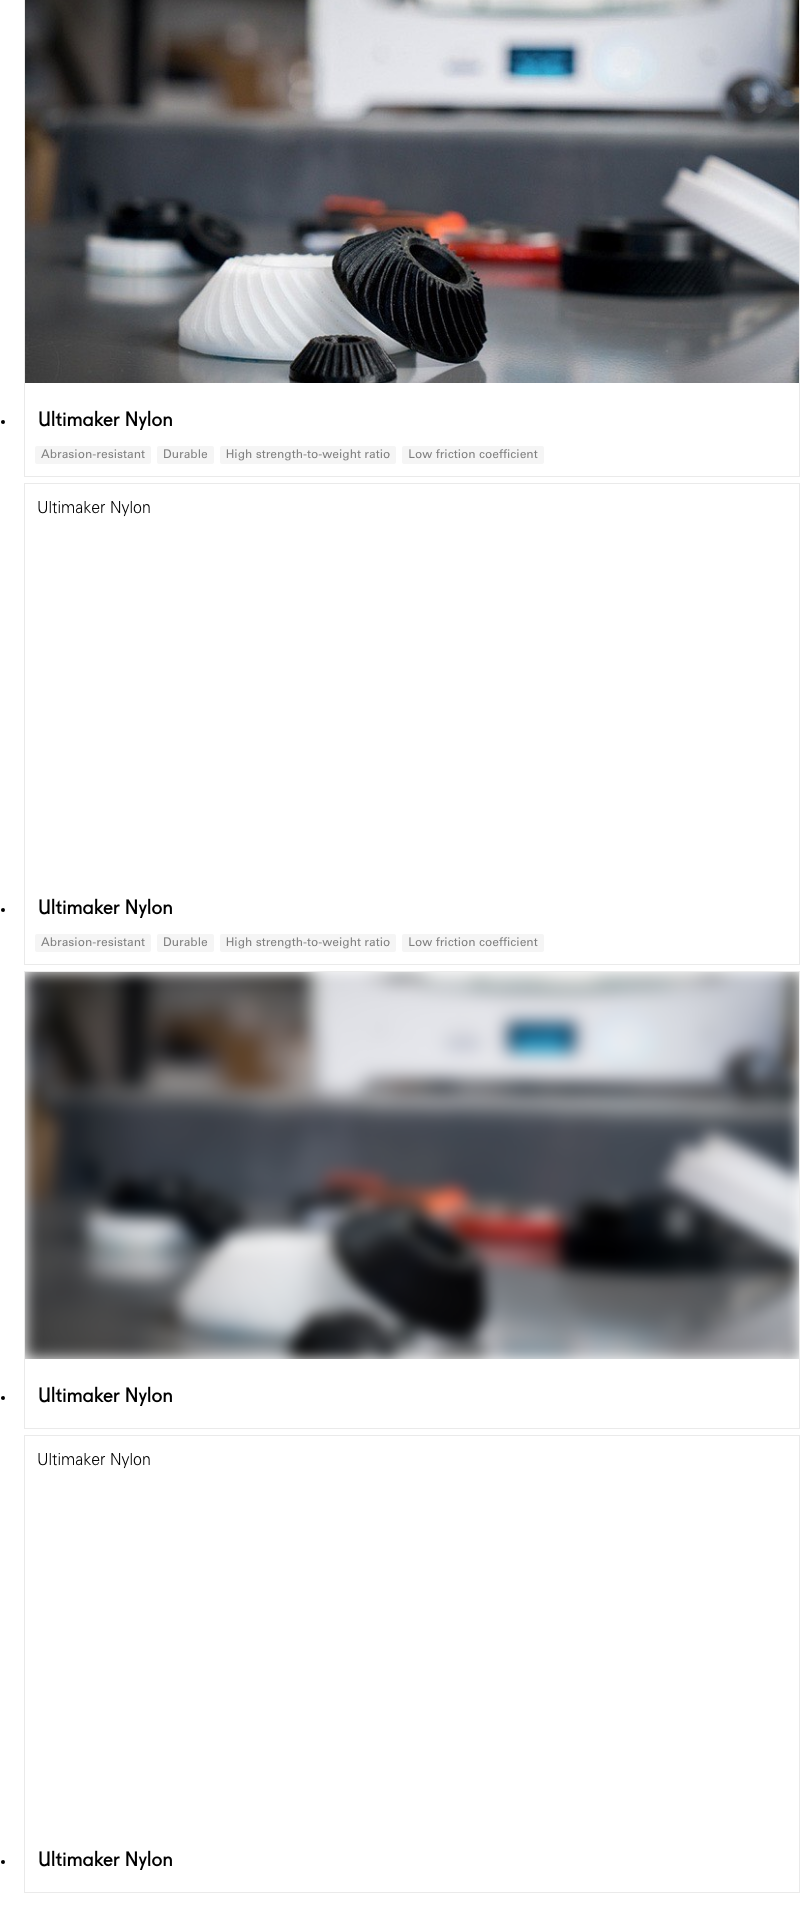 Ultimaker Nylon
Abrasion-resistant Durable High strength-to-weight ratio Low friction coefficient
Ultimaker Nylon
Ultimaker Nylon
Abrasion-resistant Durable High strength-to-weight ratio Low friction coefficient
Ultimaker Nylon
Ultimaker Nylon
Ultimaker Nylon